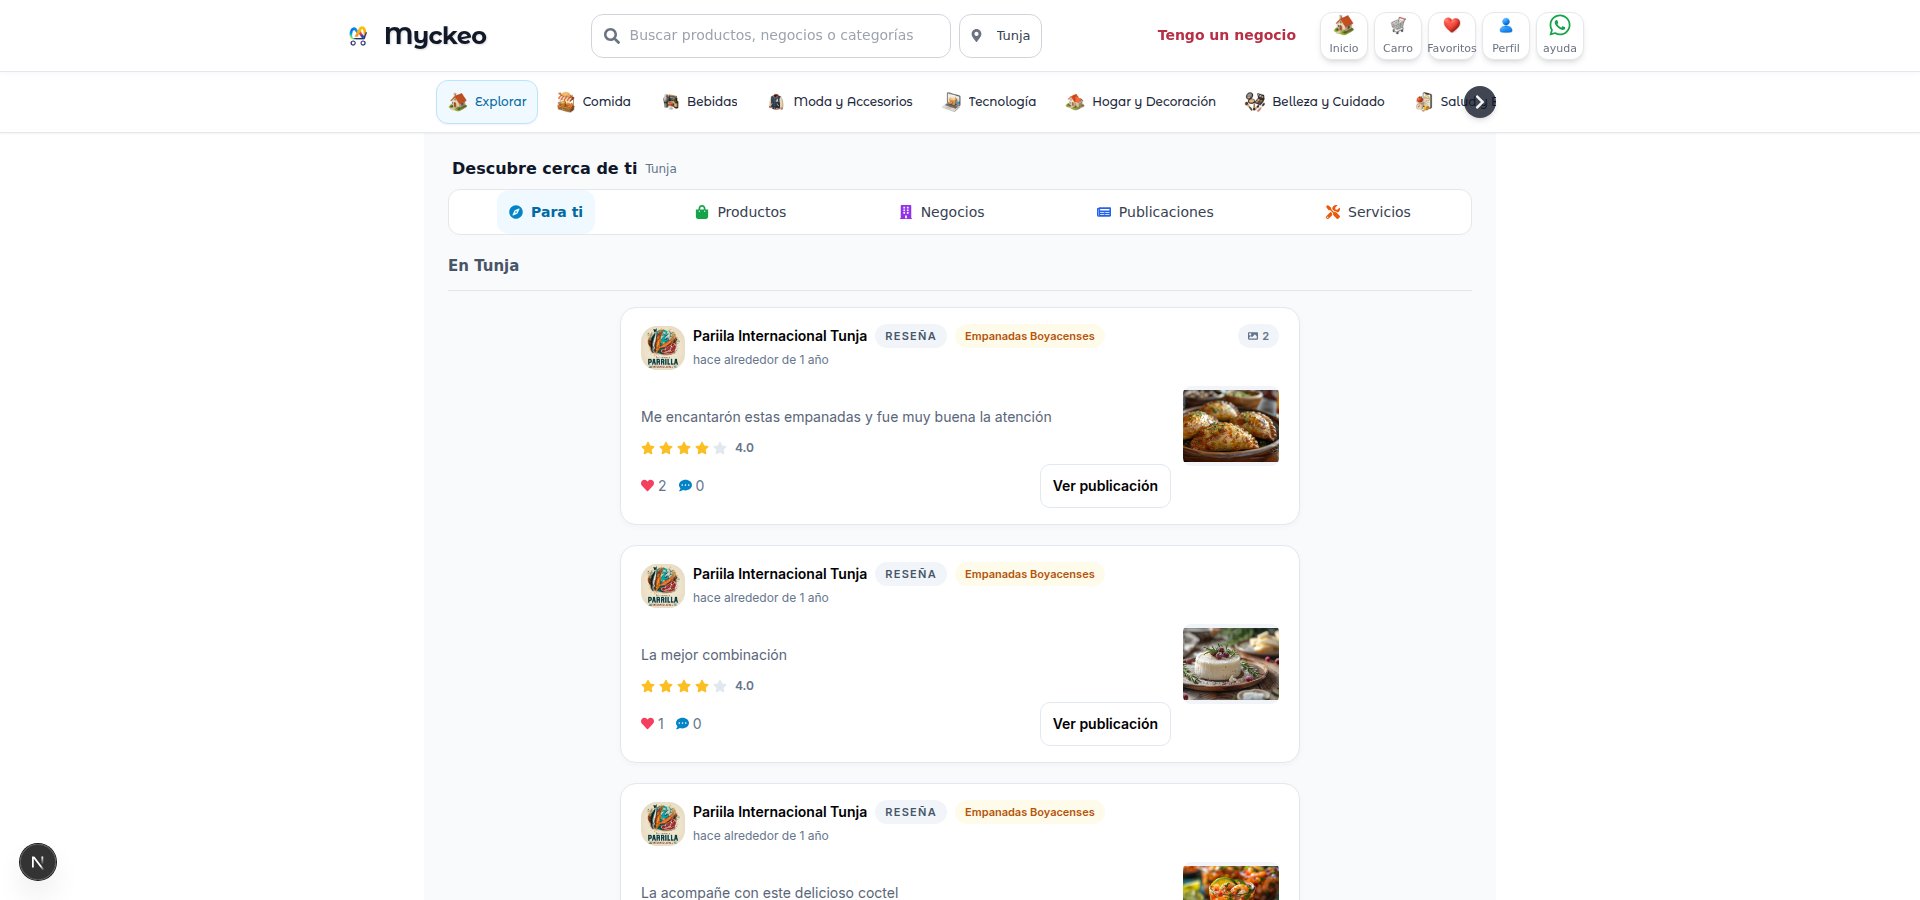 Myckeo
Buscar productos, negocios o categorías
Tunja
Tengo un negocio
Inicio
Carro
Favoritos
Perfil
ayuda
Explorar
Comida
Bebidas
Moda y Accesorios
Tecnología
Hogar y Decoración
Belleza y Cuidado
Descubre cerca de ti Tunja
Para ti
Productos
Negocios
Publicaciones
Servicios
En Tunja
Pariila Internacional Tunja RESEÑA Empanadas Boyacenses 2
hace alrededor de 1 año
PARRILLA
Me encantarón estas empanadas y fue muy buena la atención
4.0
2 0
Ver publicación
Pariila Internacional Tunja RESEÑA Empanadas Boyacenses
hace alrededor de 1 año
PARRILLA
La mejor combinación
4.0
1 0
Ver publicación
Pariila Internacional Tunja RESEÑA Empanadas Boyacenses
hace alrededor de 1 año
PARRILLA
La acompañe con este delicioso coctel
N